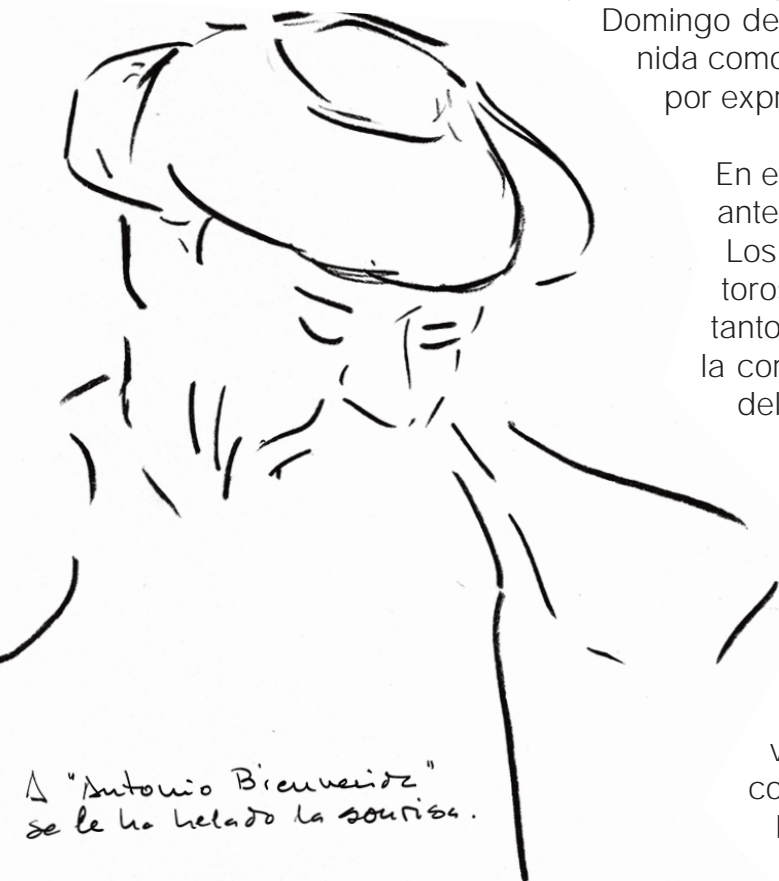 Domingo de
nida como
por expr
En e
ante
Los
toro
tanto
la cor
del
A "Antonio Bienvenida"
se le ha helado la sonrisa.
v
co